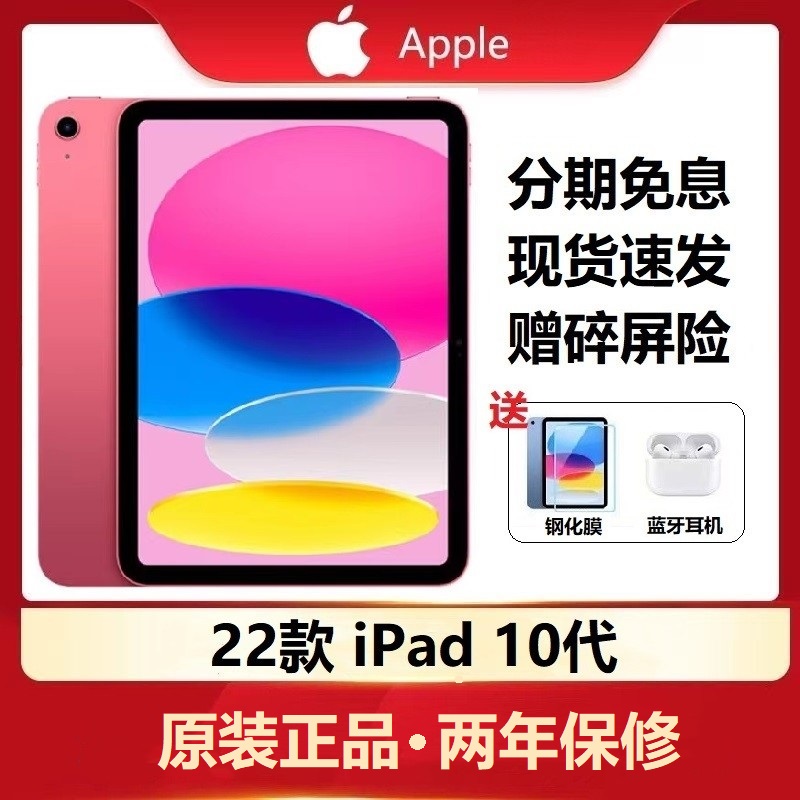 Apple
分期免息
现货速发
赠碎屏险
送
钢化膜
蓝牙耳机
22款 iPad 10代
原装正品•两年保修